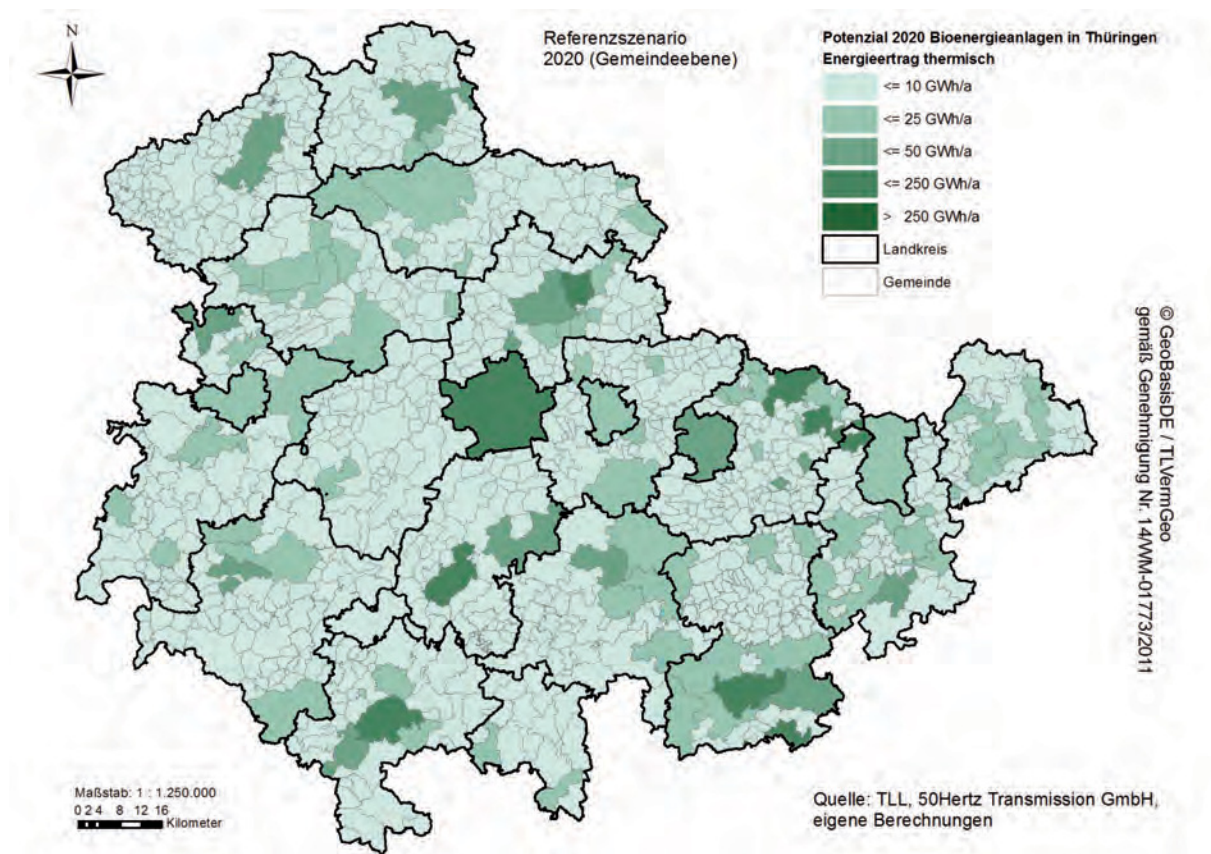 N
Referenzszenario
2020 (Gemeindeebene)
Potenzial 2020 Bioenergieanlagen in Thüringen
Energieertrag thermisch
<= 10 GWh/a
<= 25 GWh/a
<= 50 GWh/a
<= 250 GWh/a
> 250 GWh/a
Landkreis
Gemeinde
© GeoBasisDE / TLVermGeo
gemäß Genehmigung Nr. 14/WM-01773/2011
Maßstab: 1 : 1.250.000
0 2 4 8 12 16
Kilometer
Quelle: TLL, 50Hertz Transmission GmbH,
eigene Berechnungen